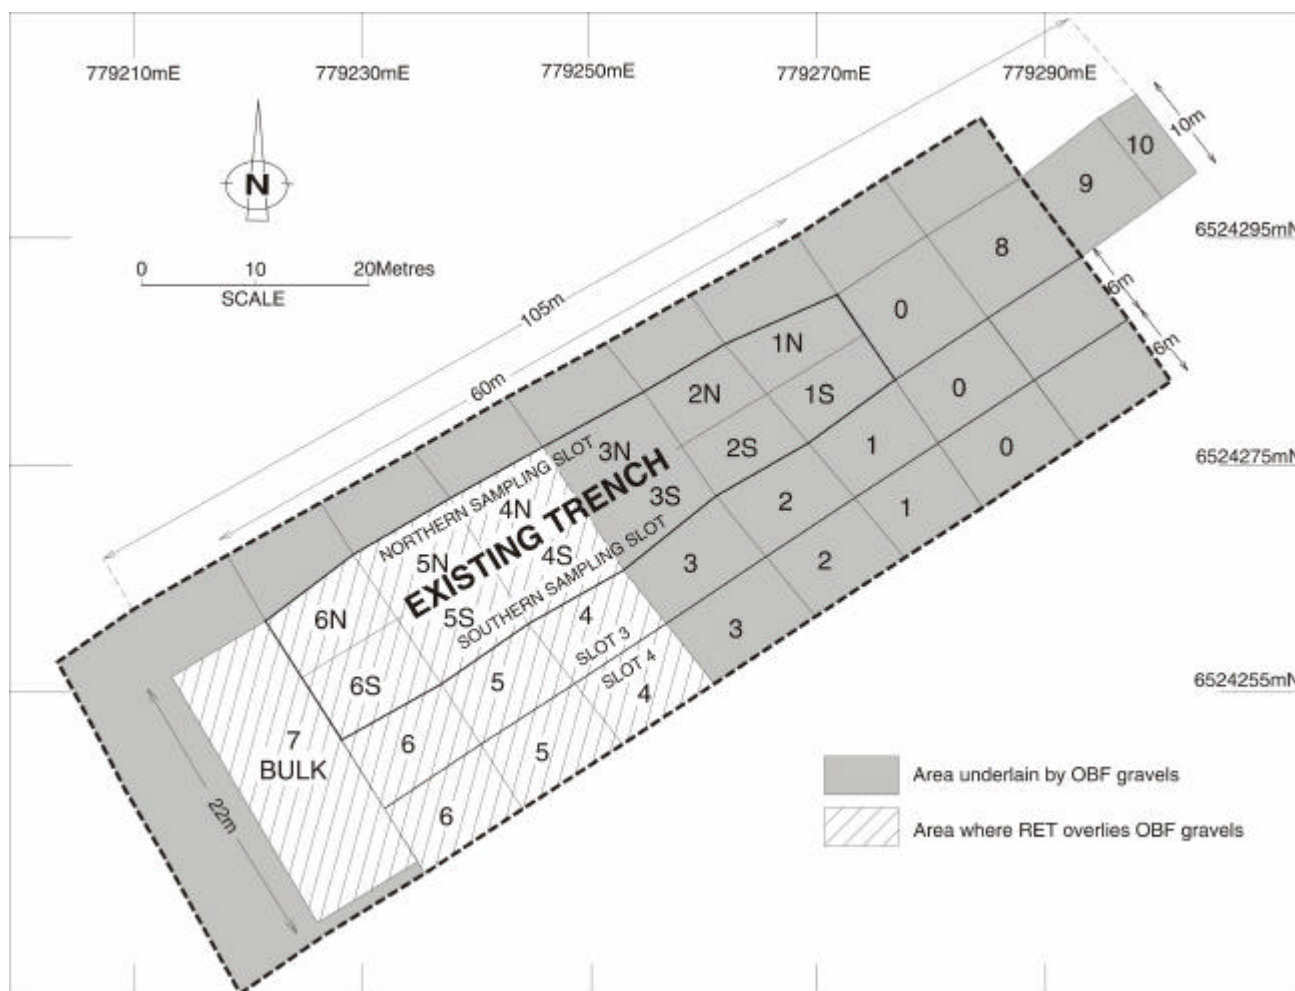 779210mE 779230mE 779250mE 779270mE 779290mE
10m
10
9
N
6524295mN
8
0 10 20Metres
SCALE
105m
6m
0
6m
1N
60m
2N
1S
0
3N
2S
1
0
6524275mN
NORTHERN SAMPLING SLOT
EXISTING TRENCH
SOUTHERN SAMPLING SLOT
3S
4N
2
1
5N
4S
3
2
6N
5S
4
3
SLOT 3
SLOT 4
6S
5
4
6524255mN
7
BULK
6
5
22m
6
Area underlain by OBF gravels
Area where RET overlies OBF gravels